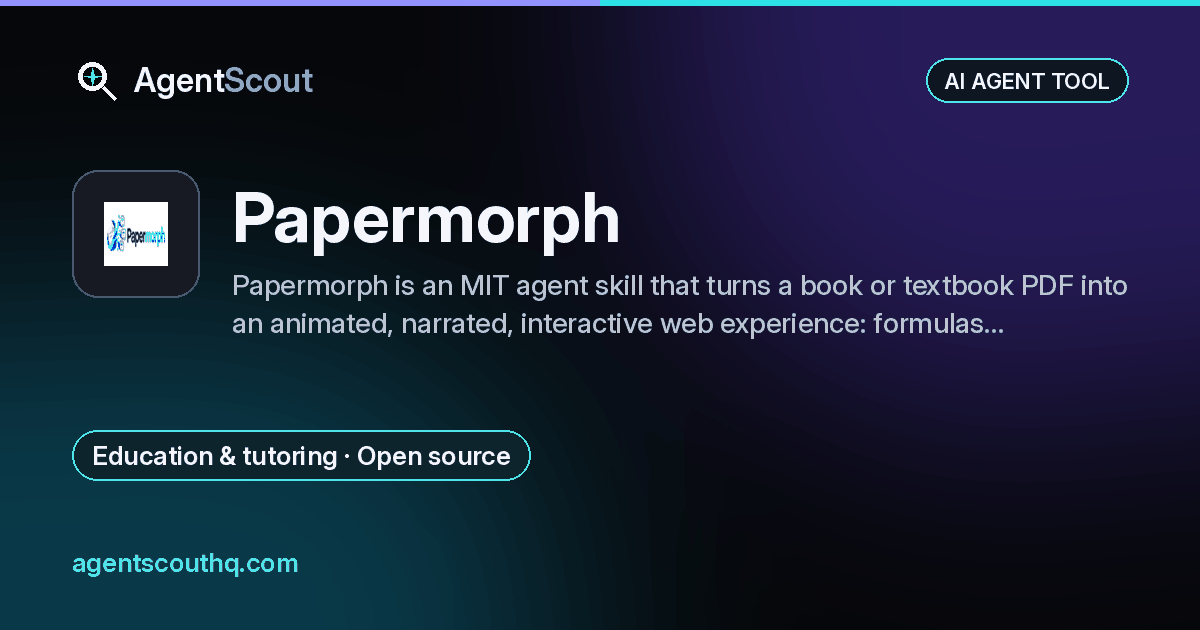 AgentScout
AI AGENT TOOL
Papermorph
Papermorph
Papermorph is an MIT agent skill that turns a book or textbook PDF into
an animated, narrated, interactive web experience: formulas...
Education & tutoring · Open source
agentscouthq.com